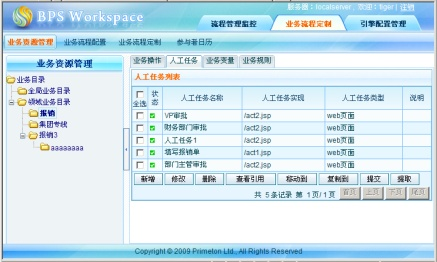 服务器：localserver，欢迎：tiger | 注销
BPS Workspace
流程管理监控 业务流程定制 引擎配置管理
业务资源管理 业务流程配置 业务流程定制 参与者日历
业务资源管理
业务目录
全局业务目录
领域业务目录
报销
集团专线
报销3
aaaaaaaa
业务操作 人工任务 业务变量 业务规则
人工任务列表
全选 状态 人工任务名称 人工任务实现 人工任务类型 说明
VP审批 /act2.jsp web页面
财务部门审批 /act2.jsp web页面
人工任务1 /act2.jsp web页面
填写报销单 /act1.jsp web页面
部门主管审批 /act2.jsp web页面
新增 修改 删除 查看引用 移动到 复制到 提交 提取
共 5条记录 第 1页/1 页 首页 上页 下页 尾页
Copyright © 2009 Primeton Ltd., All Rights Reserved